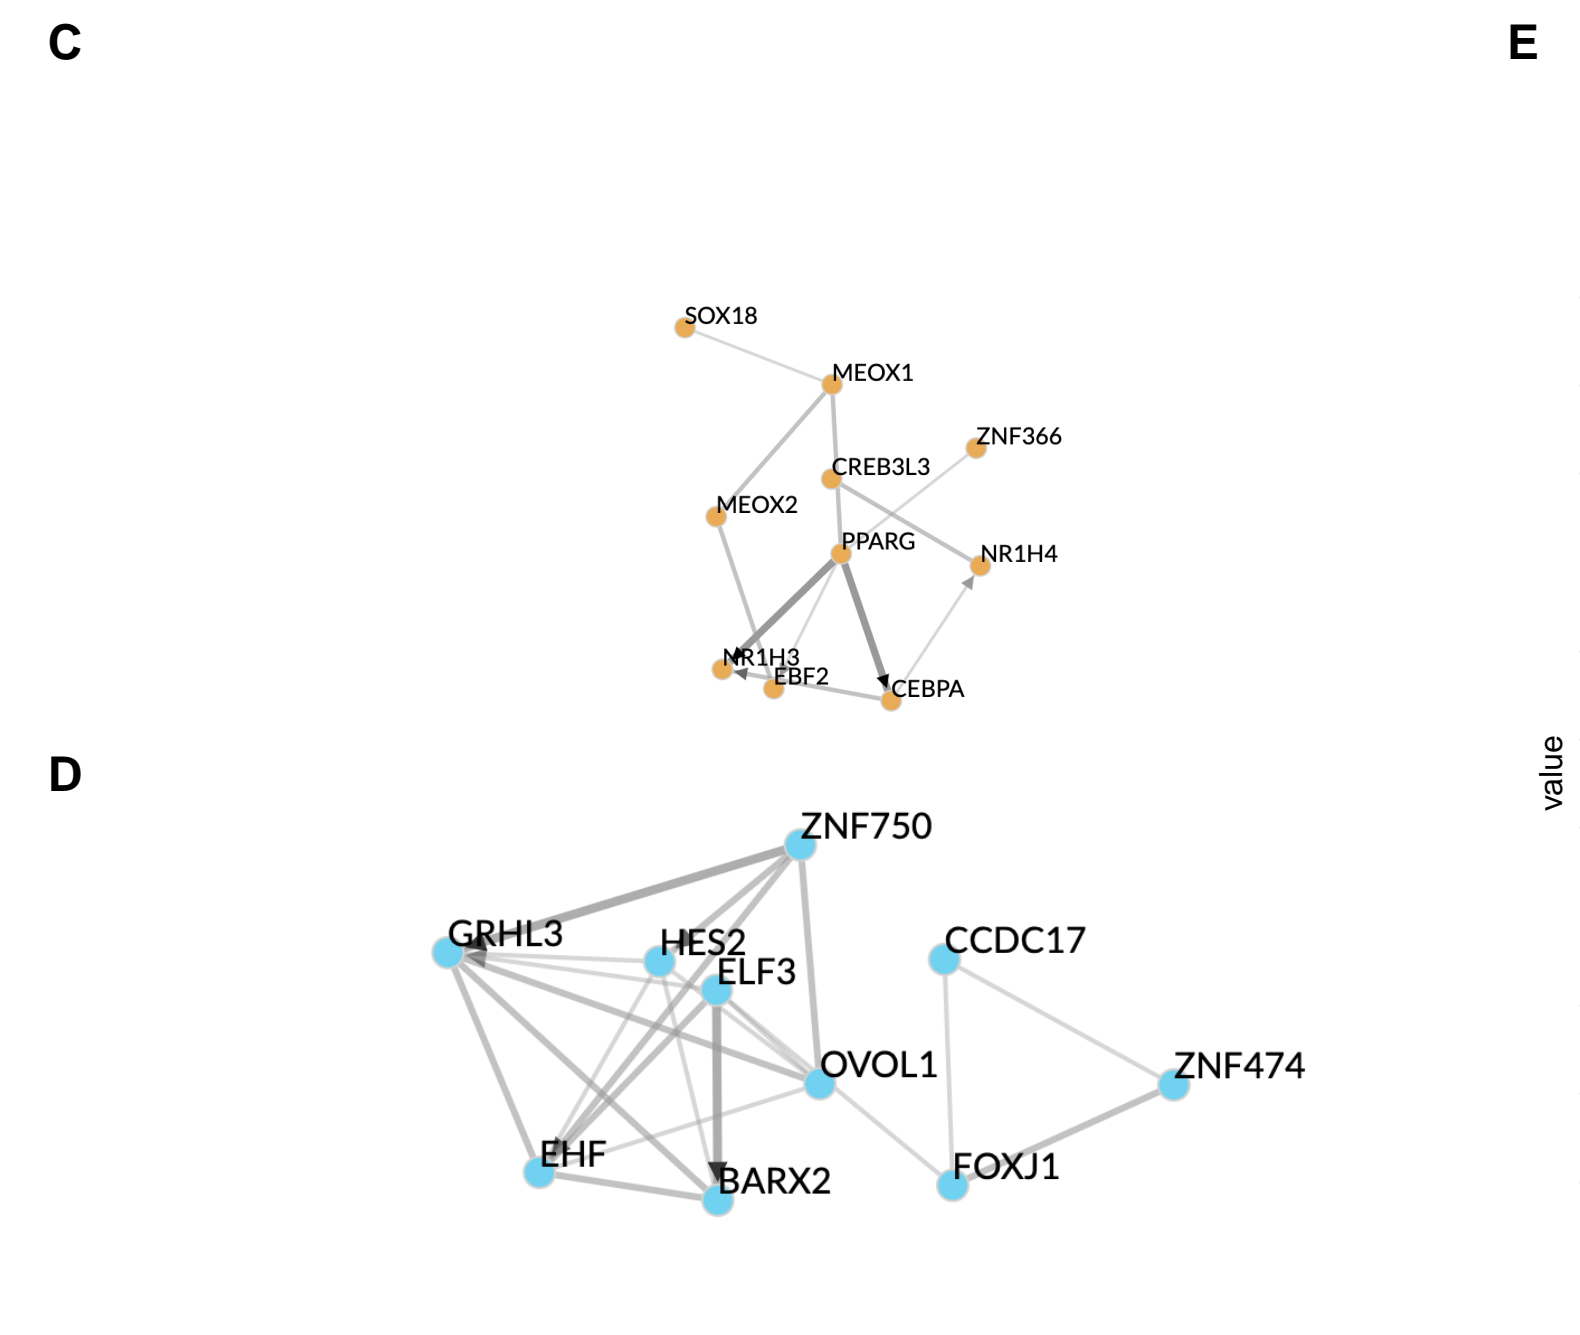 C
E
SOX18
MEOX1
ZNF366
CREB3L3
MEOX2
PPARG
NR1H4
NR1H3
EBF2
CEBPA
D
value
ZNF750
GRHL3
HES2
CCDC17
ELF3
OVOL1
ZNF474
EHF
FOXJ1
BARX2